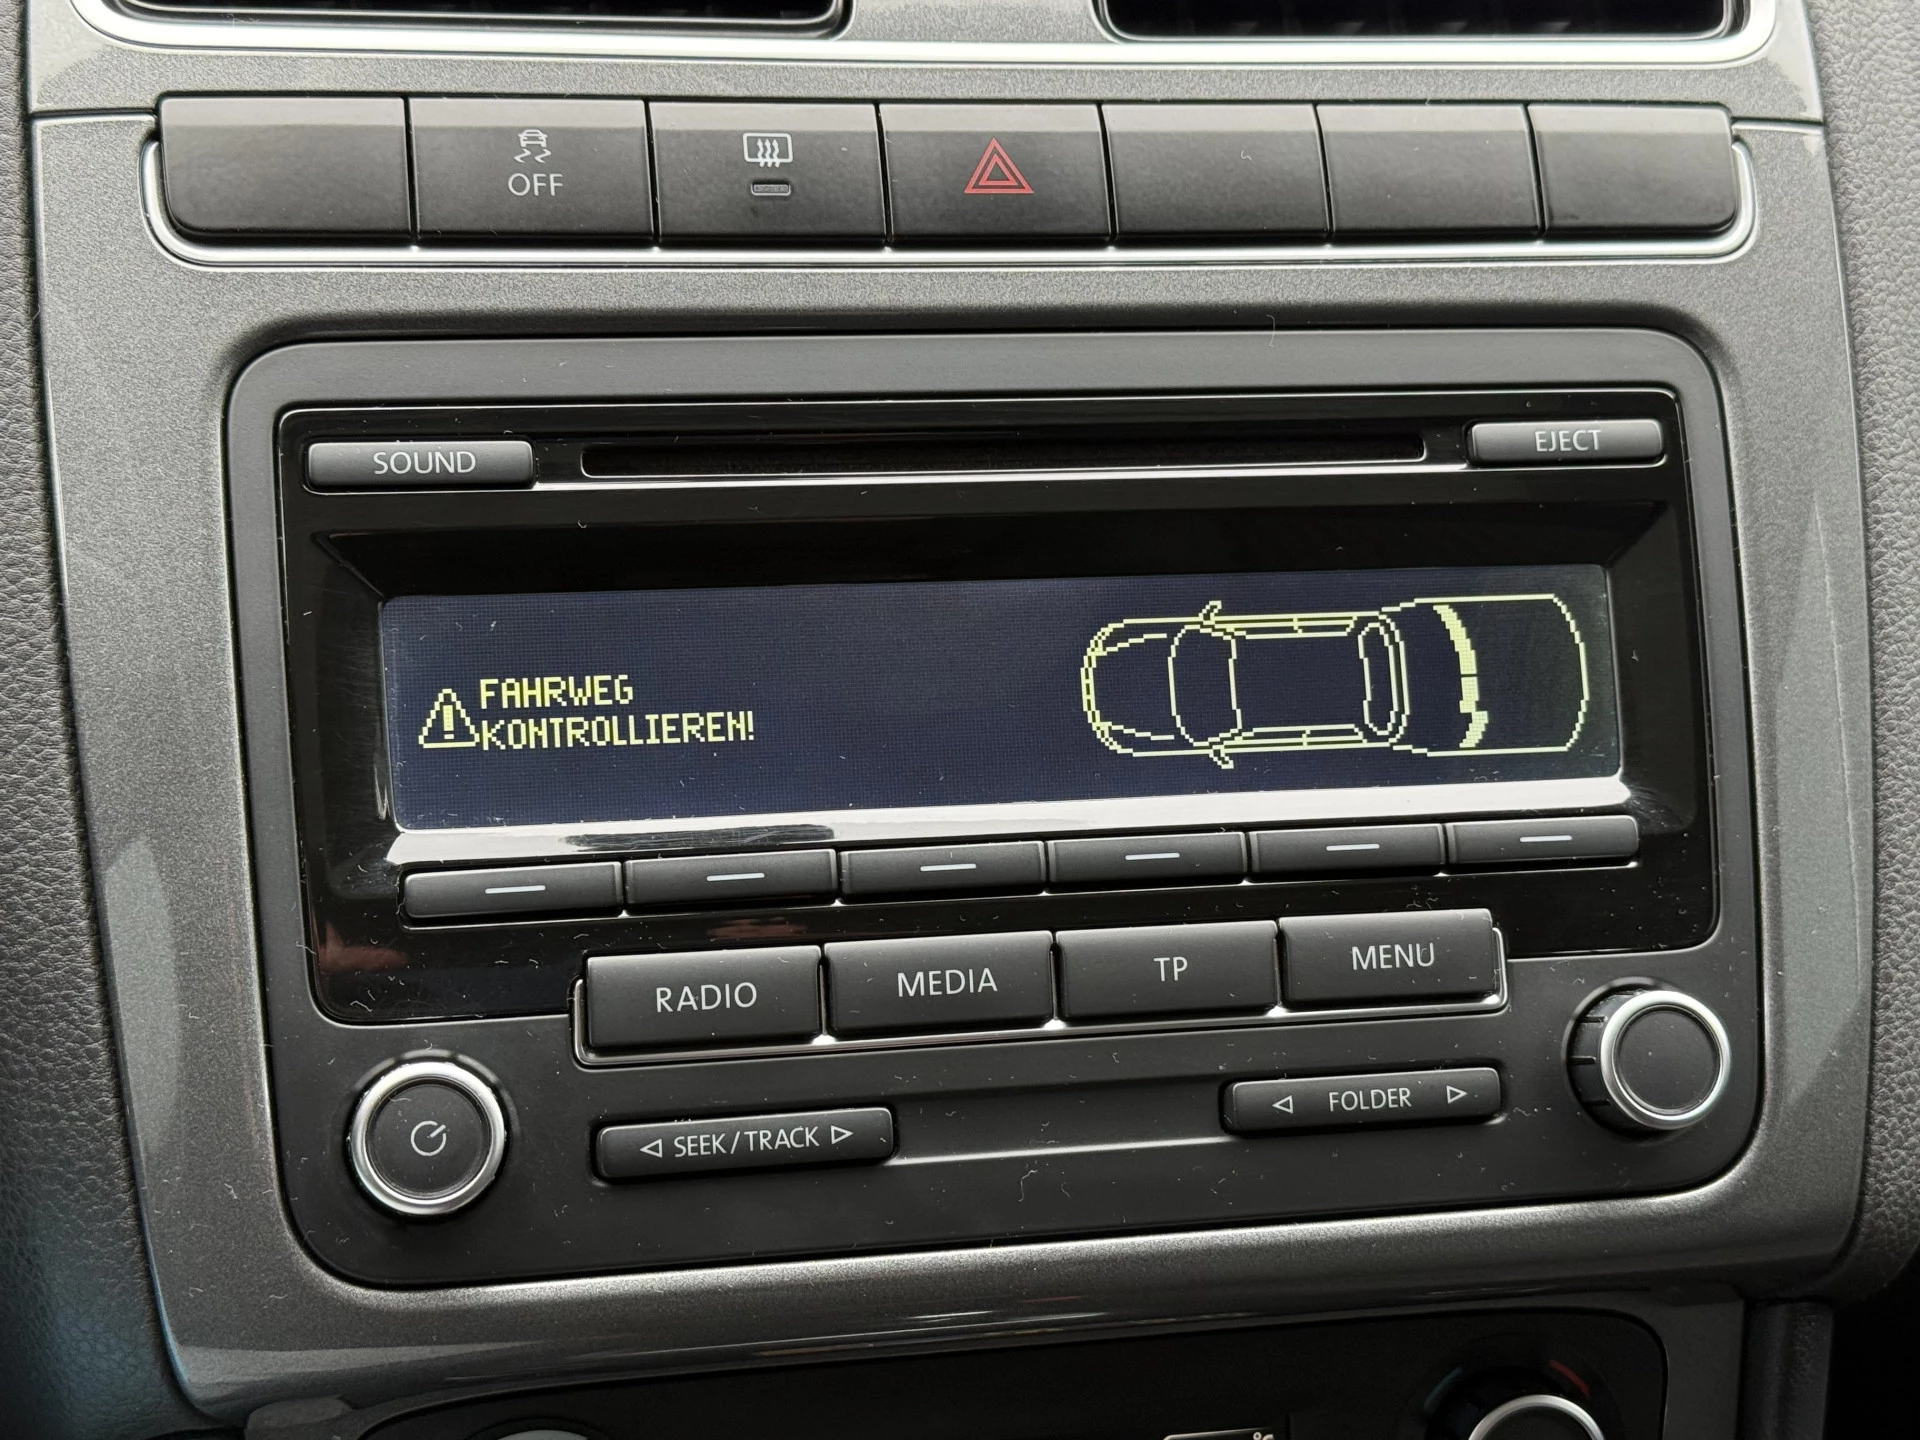 OFF
SOUND
EJECT
FAHRWEG
KONTROLLIEREN!
RADIO
MEDIA
TP
MENU
SEEK/TRACK
FOLDER
°C